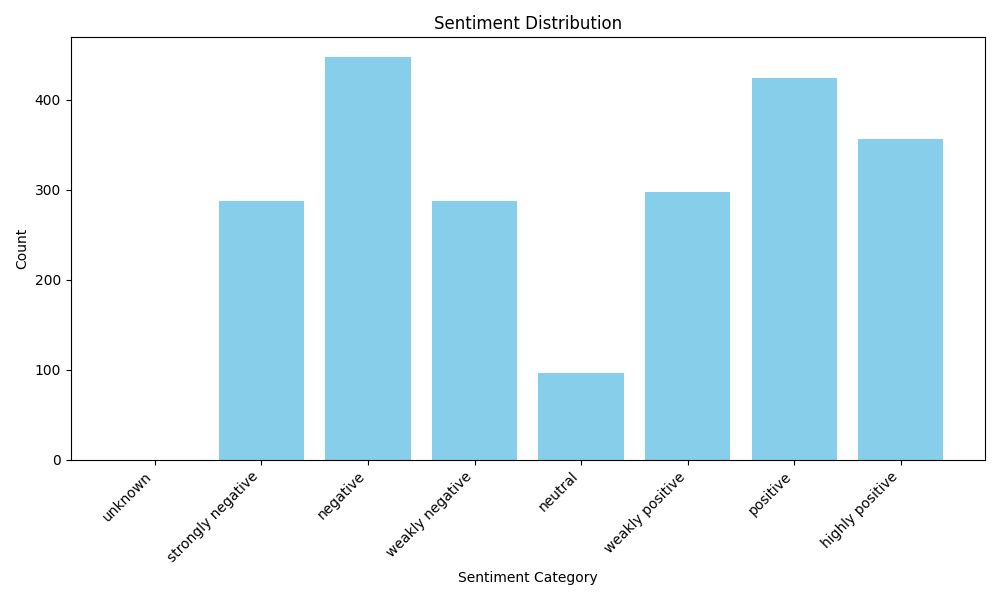 Sentiment Distribution
Count
400
300
200
100
0
unknown
strongly negative
negative
weakly negative
neutral
weakly positive
positive
highly positive
Sentiment Category